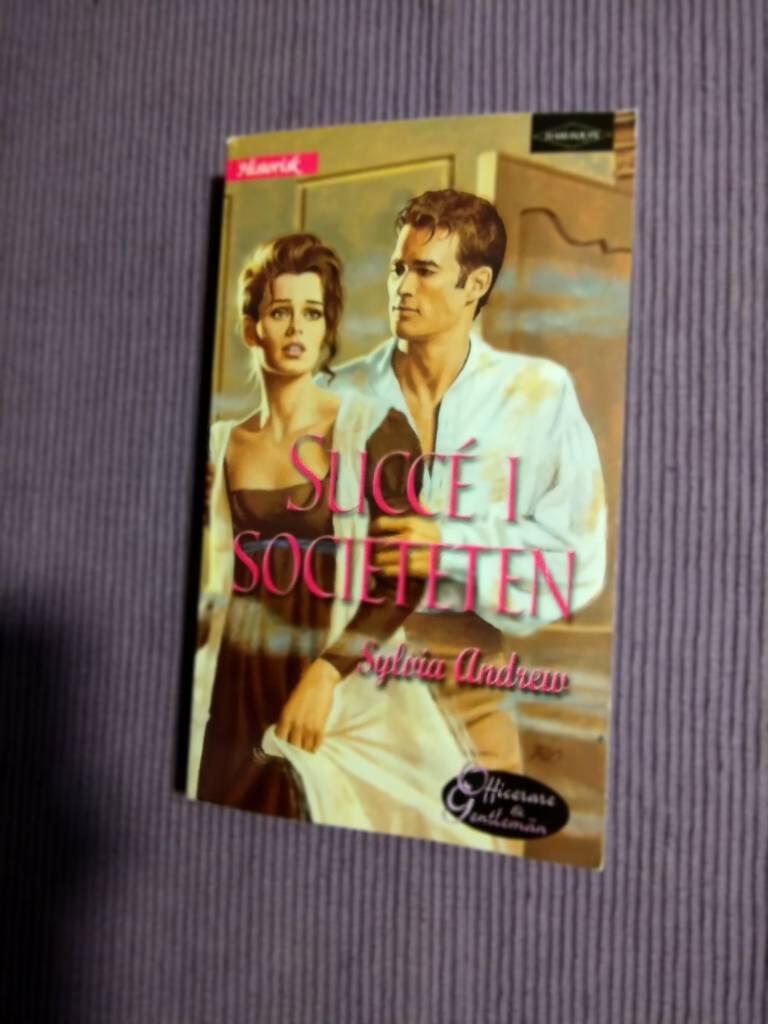 Historisk
SUCCÉ I
SOCIETETEN
Sylvia Andrew
Officerare
&
Gentlemän